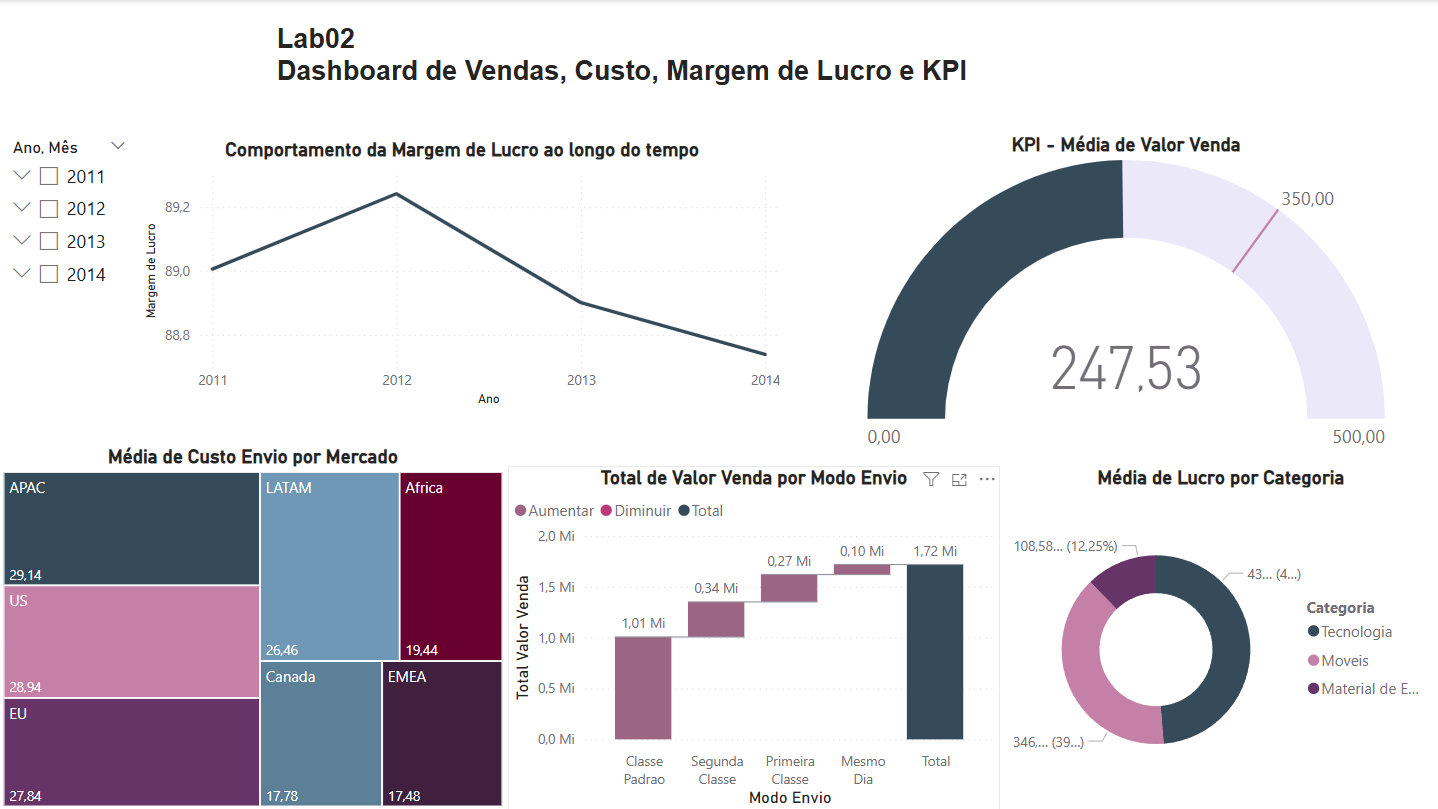 Lab02
Dashboard de Vendas, Custo, Margem de Lucro e KPI
Ano, Mês
2011
2012
2013
2014
Comportamento da Margem de Lucro ao longo do tempo
Margem de Lucro
89,2
89,0
88,8
2011 2012 2013 2014
Ano
KPI - Média de Valor Venda
350,00
247,53
0,00 500,00
Média de Custo Envio por Mercado
APAC
29,14
US
28,94
EU
27,84
LATAM
26,46
Africa
19,44
Canada
17,78
EMEA
17,48
Total de Valor Venda por Modo Envio
Aumentar Diminuir Total
Total Valor Venda
2,0 Mi
1,5 Mi
1,0 Mi
0,5 Mi
0,0 Mi
1,01 Mi
0,34 Mi
0,27 Mi
0,10 Mi
1,72 Mi
Classe
Padrao
Segunda
Classe
Primeira
Classe
Mesmo
Dia
Total
Modo Envio
Média de Lucro por Categoria
108,58... (12,25%)
43... (4...)
346,... (39...)
Categoria
Tecnologia
Moveis
Material de E...